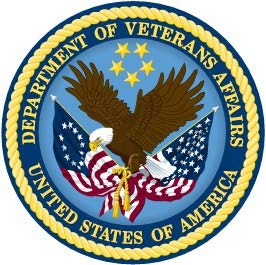 DEPARTMENT OF VETERANS AFFAIRS
UNITED STATES OF AMERICA